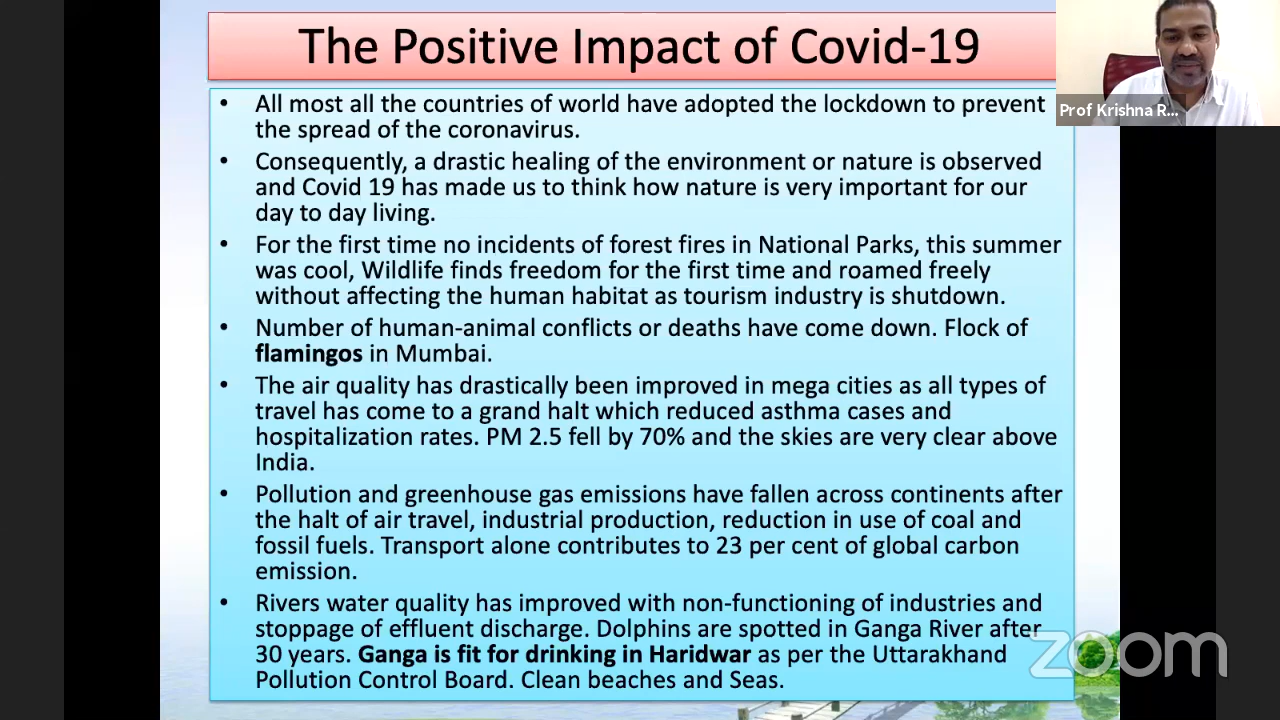 The Positive Impact of Covid-19
Prof Krishna R...
• All most all the countries of world have adopted the lockdown to prevent
the spread of the coronavirus.
• Consequently, a drastic healing of the environment or nature is observed
and Covid 19 has made us to think how nature is very important for our
day to day living.
• For the first time no incidents of forest fires in National Parks, this summer
was cool, Wildlife finds freedom for the first time and roamed freely
without affecting the human habitat as tourism industry is shutdown.
• Number of human-animal conflicts or deaths have come down. Flock of
flamingos in Mumbai.
• The air quality has drastically been improved in mega cities as all types of
travel has come to a grand halt which reduced asthma cases and
hospitalization rates. PM 2.5 fell by 70% and the skies are very clear above
India.
• Pollution and greenhouse gas emissions have fallen across continents after
the halt of air travel, industrial production, reduction in use of coal and
fossil fuels. Transport alone contributes to 23 per cent of global carbon
emission.
• Rivers water quality has improved with non-functioning of industries and
stoppage of effluent discharge. Dolphins are spotted in Ganga River after
30 years. Ganga is fit for drinking in Haridwar as per the Uttarakhand
Pollution Control Board. Clean beaches and Seas.
zoom